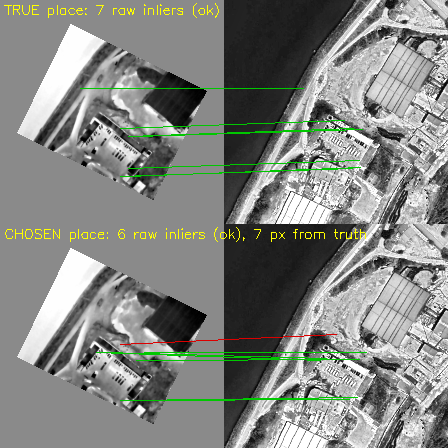 TRUE place: 7 raw inliers (ok)
CHOSEN place: 6 raw inliers (ok), 7 px from truth